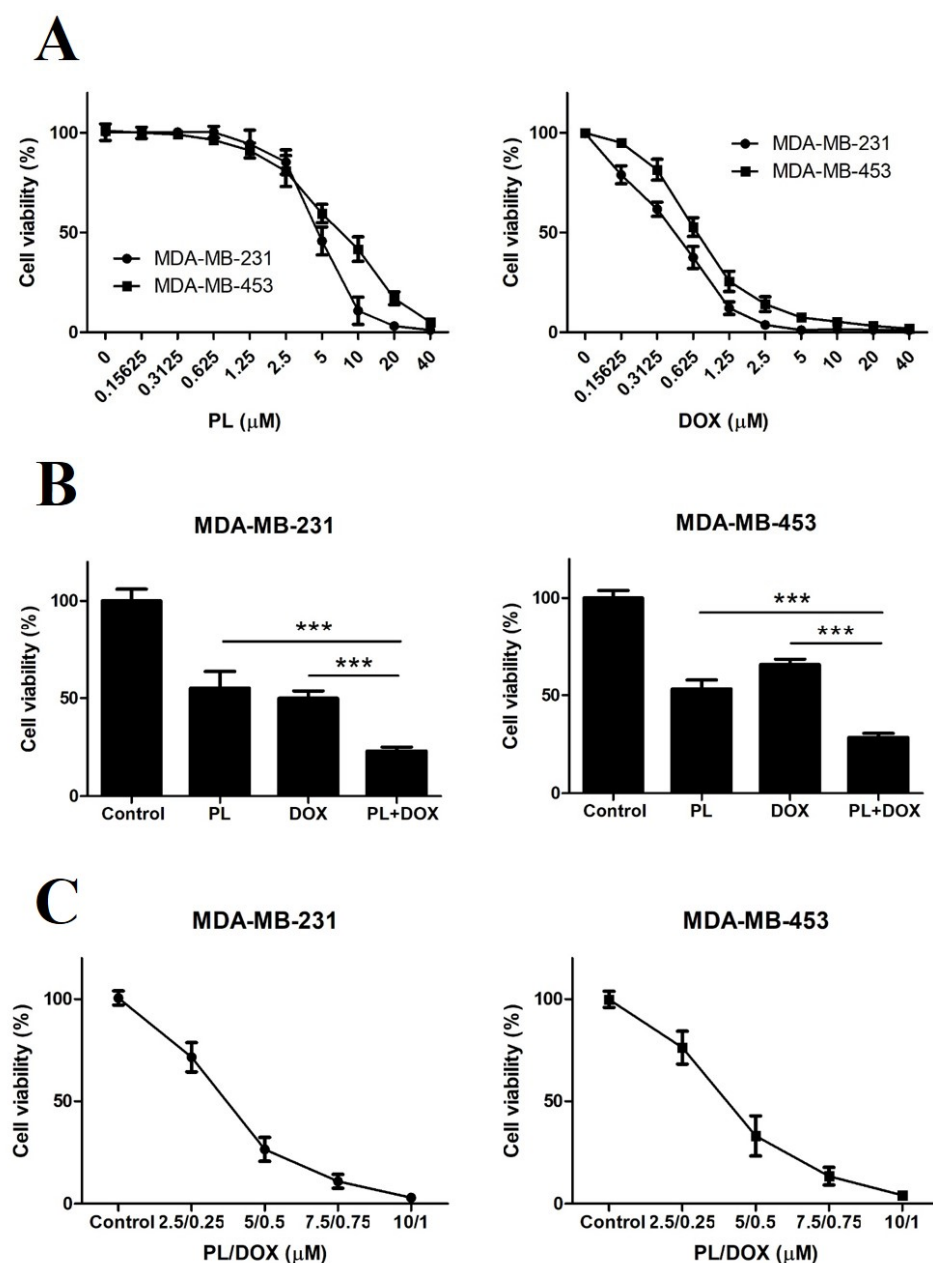 A
Cell viability (%)
100
50
0
MDA-MB-231
MDA-MB-453
0 0.15625 0.3125 0.625 1.25 2.5 5 10 20 40
PL (μM)
Cell viability (%)
100
50
0
MDA-MB-231
MDA-MB-453
0 0.15625 0.3125 0.625 1.25 2.5 5 10 20 40
DOX (μM)
B
MDA-MB-231
Cell viability (%)
100
50
0
***
***
Control PL DOX PL+DOX
MDA-MB-453
Cell viability (%)
100
50
0
***
***
Control PL DOX PL+DOX
C
MDA-MB-231
Cell viability (%)
100
50
0
Control 2.5/0.25 5/0.5 7.5/0.75 10/1
PL/DOX (μM)
MDA-MB-453
Cell viability (%)
100
50
0
Control 2.5/0.25 5/0.5 7.5/0.75 10/1
PL/DOX (μM)